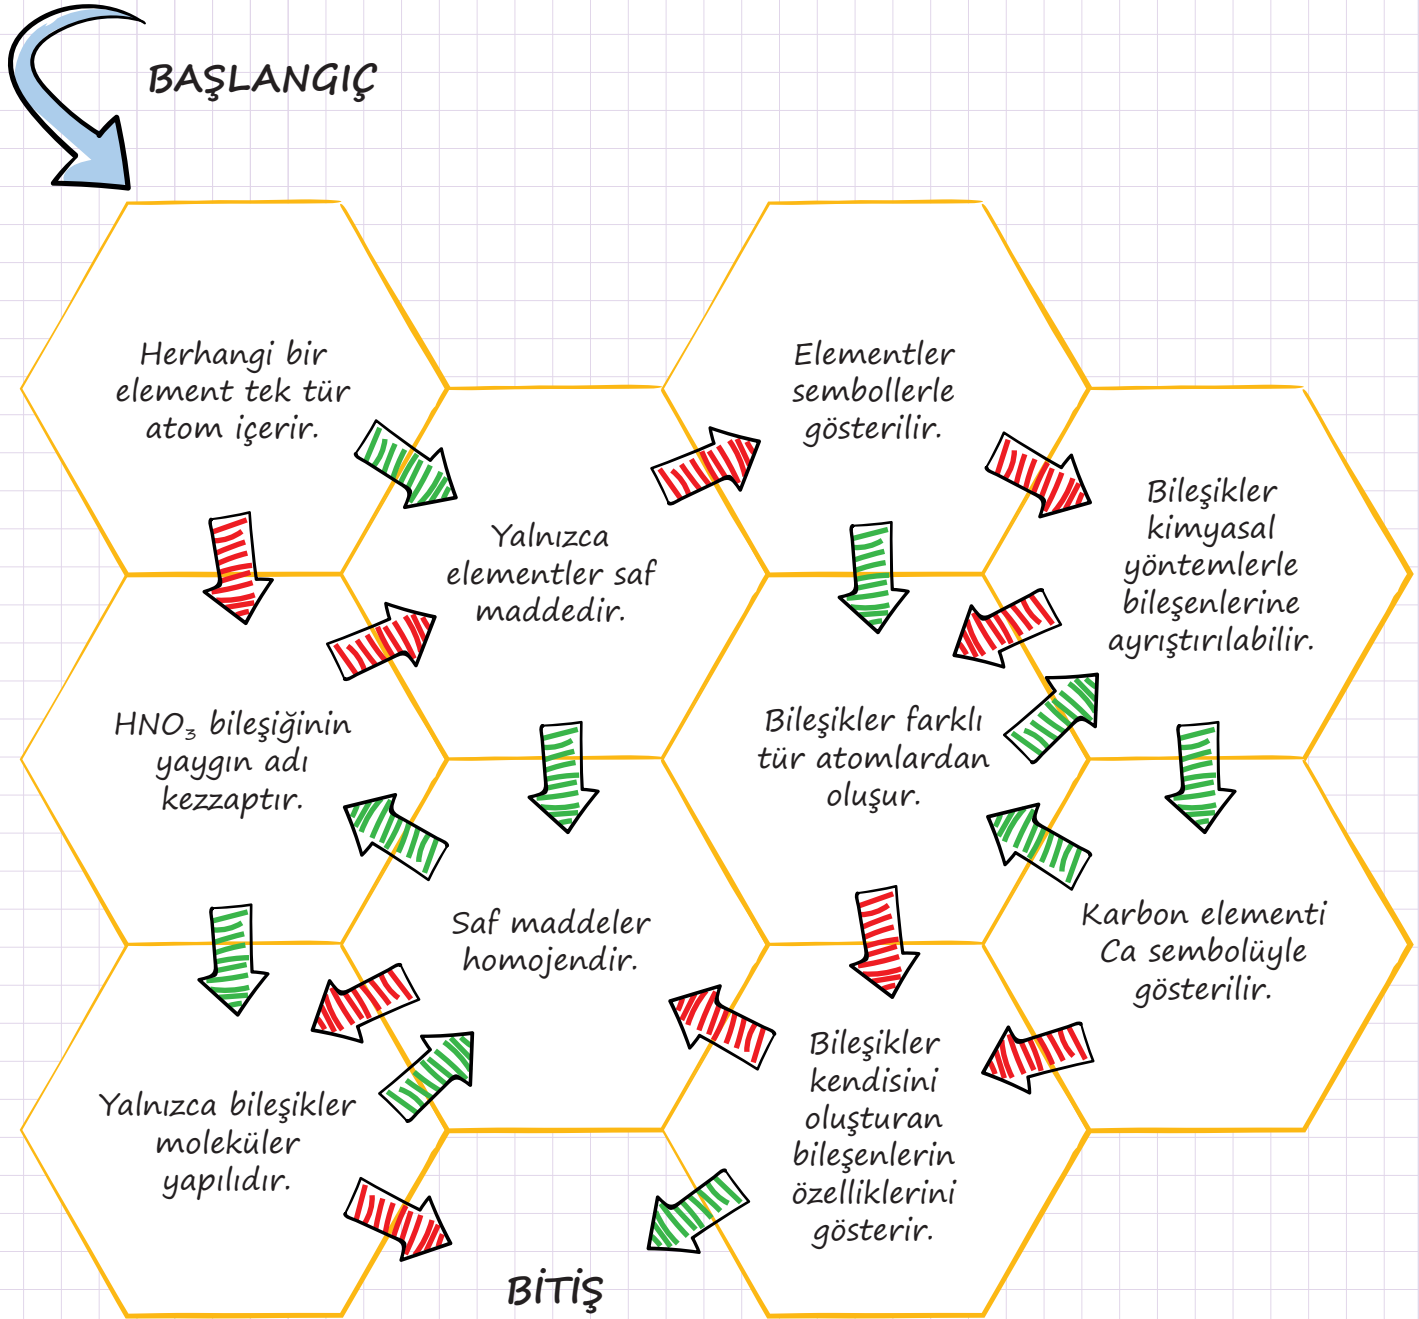 BAŞLANGIÇ
Herhangi bir
element tek tür
atom içerir.
Elementler
sembollerle
gösterilir.
Yalnızca
elementler saf
maddedir.
Bileşikler
kimyasal
yöntemlerle
bileşenlerine
ayrıştırılabilir.
HNO₃ bileşiğinin
yaygın adı
kezzaptır.
Bileşikler farklı
tür atomlardan
oluşur.
Saf maddeler
homojendir.
Karbon elementi
Ca sembolüyle
gösterilir.
Yalnızca bileşikler
moleküler
yapılıdır.
Bileşikler
kendisini
oluşturan
bileşenlerin
özelliklerini
gösterir.
BİTİŞ